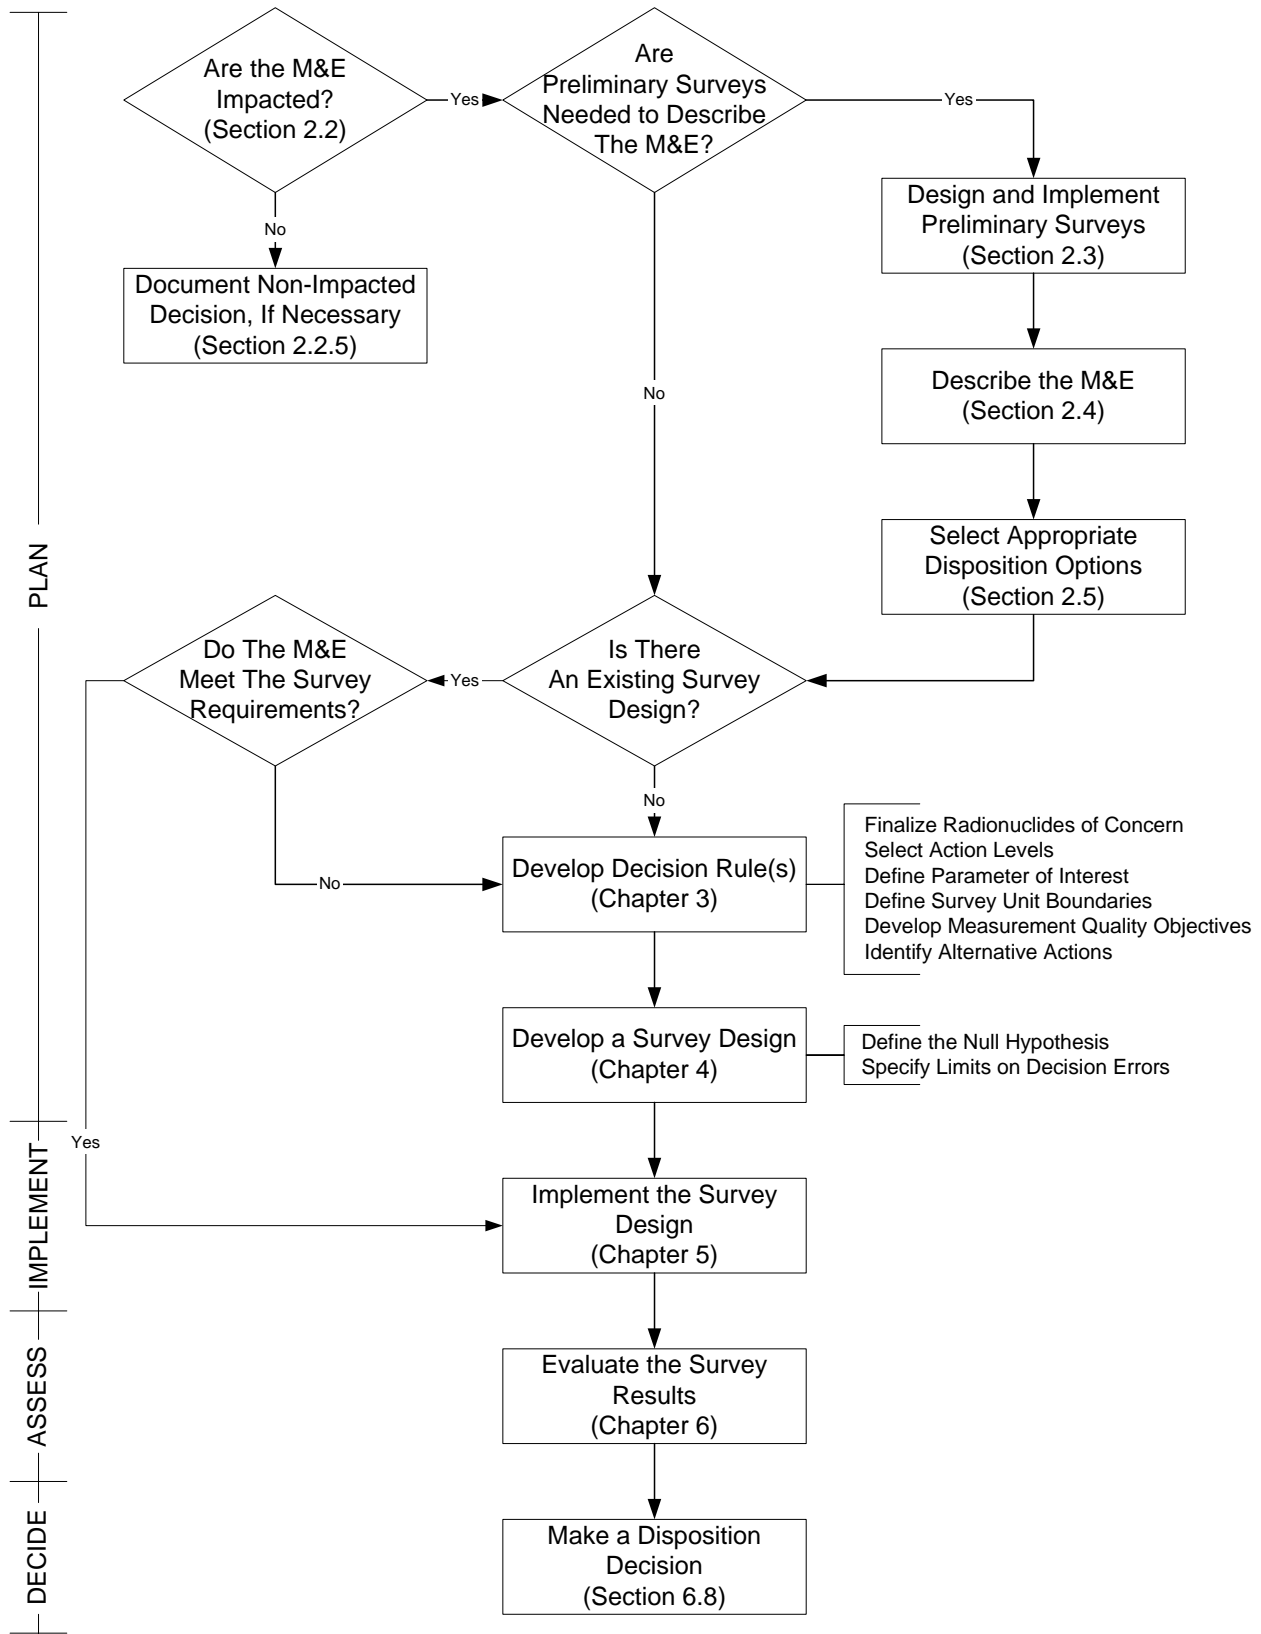 Are the M&E
Impacted?
(Section 2.2)
Yes
Are
Preliminary Surveys
Needed to Describe
The M&E?
Yes
No
Document Non-Impacted
Decision, If Necessary
(Section 2.2.5)
Design and Implement
Preliminary Surveys
(Section 2.3)
No
Describe the M&E
(Section 2.4)
Select Appropriate
Disposition Options
(Section 2.5)
PLAN
Do The M&E
Meet The Survey
Requirements?
Yes
Is There
An Existing Survey
Design?
No
No
Develop Decision Rule(s)
(Chapter 3)
Finalize Radionuclides of Concern
Select Action Levels
Define Parameter of Interest
Define Survey Unit Boundaries
Develop Measurement Quality Objectives
Identify Alternative Actions
Develop a Survey Design
(Chapter 4)
Define the Null Hypothesis
Specify Limits on Decision Errors
Yes
IMPLEMENT
Implement the Survey
Design
(Chapter 5)
ASSESS
Evaluate the Survey
Results
(Chapter 6)
DECIDE
Make a Disposition
Decision
(Section 6.8)